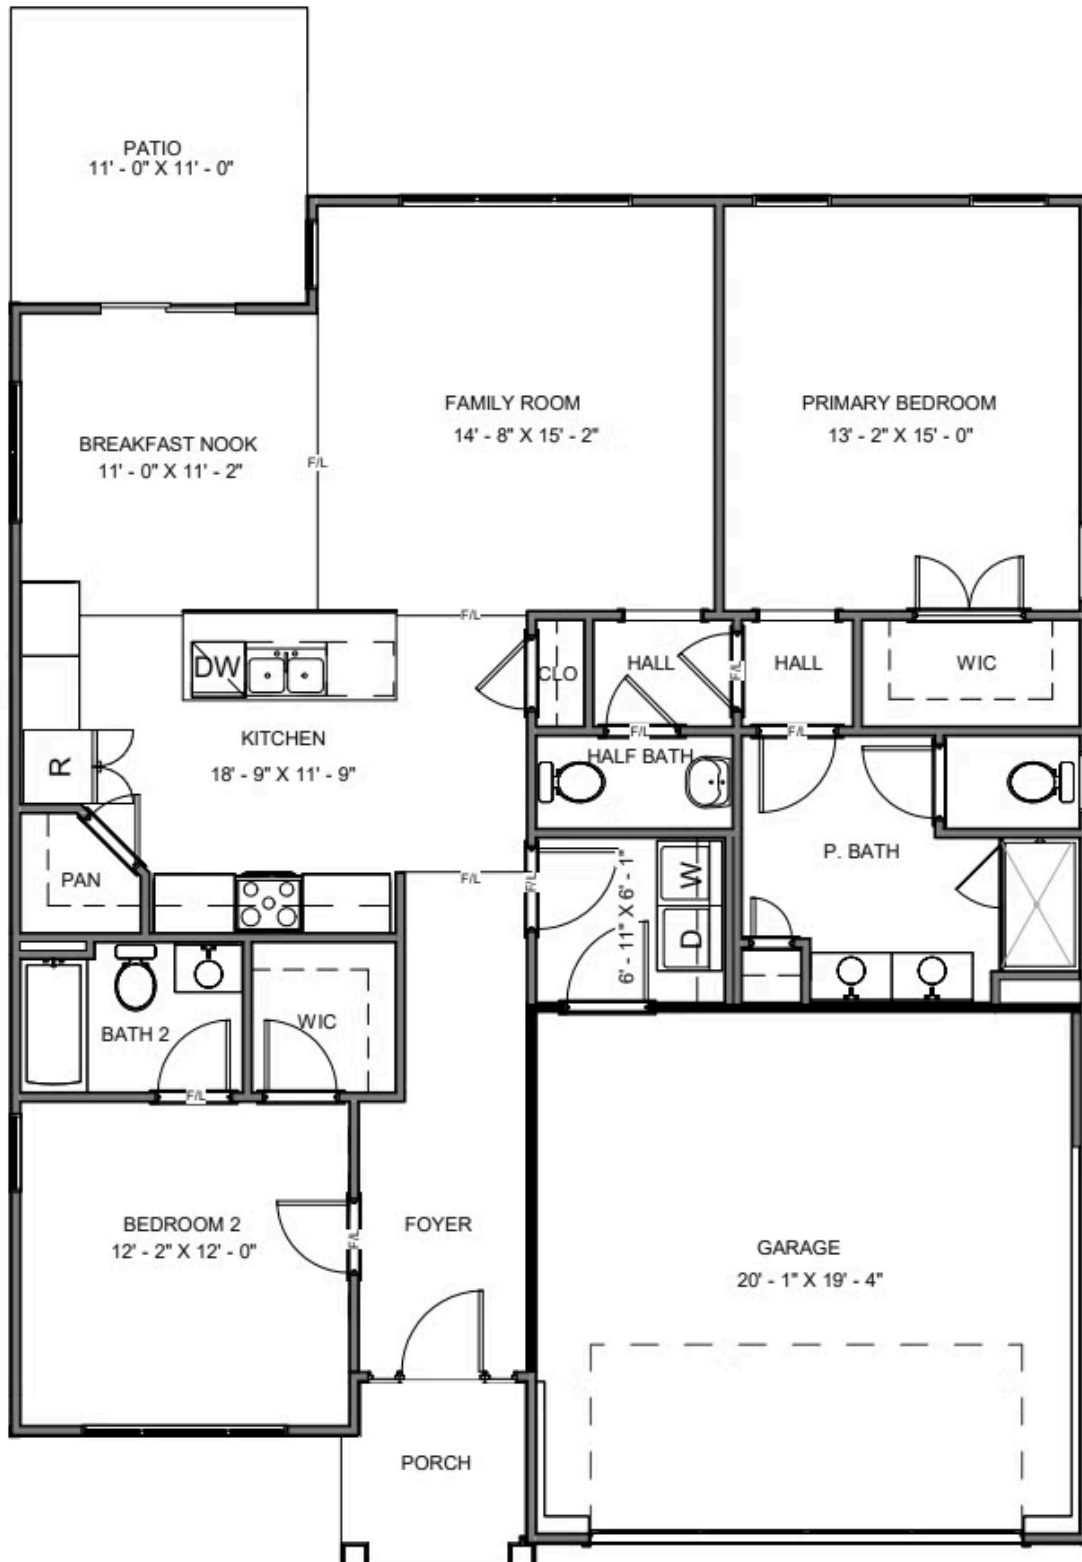 PATIO
11' - 0" X 11' - 0"
FAMILY ROOM
14' - 8" X 15' - 2"
PRIMARY BEDROOM
13' - 2" X 15' - 0"
BREAKFAST NOOK
11' - 0" X 11' - 2"
F/L
F/L
DW
CLO
HALL
F/L
HALL
WIC
KITCHEN
18' - 9" X 11' - 9"
R
F/L
F/L
HALF BATH
PAN
F/L
F/L
6' - 11" X 6' - 1"
W
D
P. BATH
BATH 2
WIC
F/L
BEDROOM 2
12' - 2" X 12' - 0"
F/L
FOYER
GARAGE
20' - 1" X 19' - 4"
PORCH